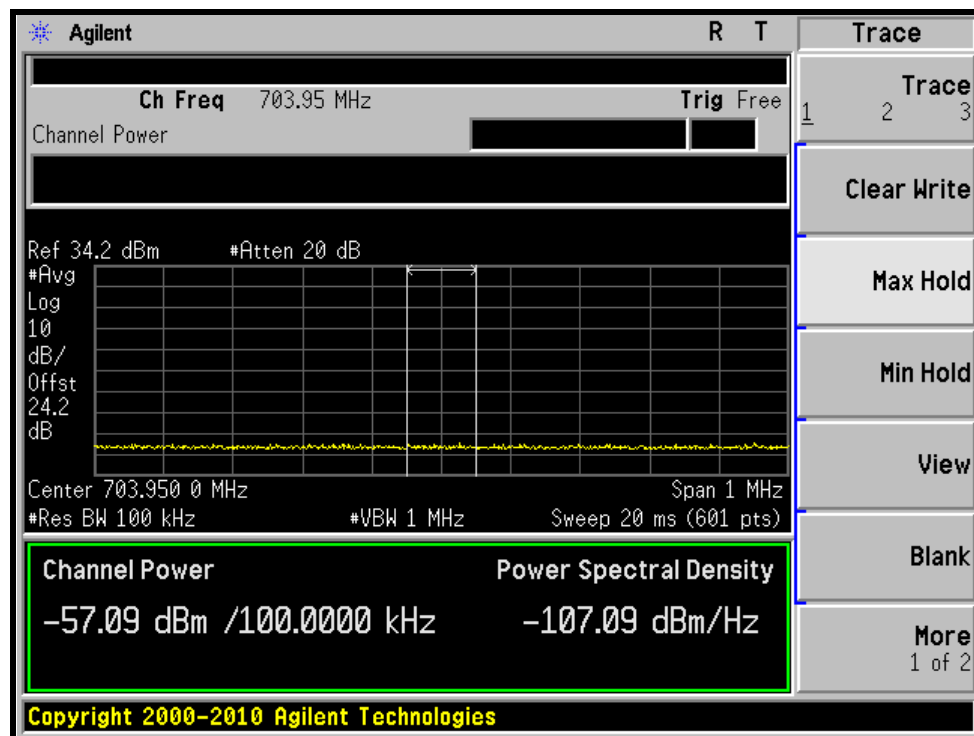 Agilent R T
Ch Freq 703.95 MHz Trig Free
Channel Power
Ref 34.2 dBm #Atten 20 dB
#Avg
Log
10
dB/
Offst
24.2
dB
Center 703.950 0 MHz Span 1 MHz
#Res BW 100 kHz #VBW 1 MHz Sweep 20 ms (601 pts)
Channel Power Power Spectral Density
-57.09 dBm /100.0000 kHz -107.09 dBm/Hz
Copyright 2000-2010 Agilent Technologies
Trace
Trace
1 2 3
Clear Write
Max Hold
Min Hold
View
Blank
More
1 of 2